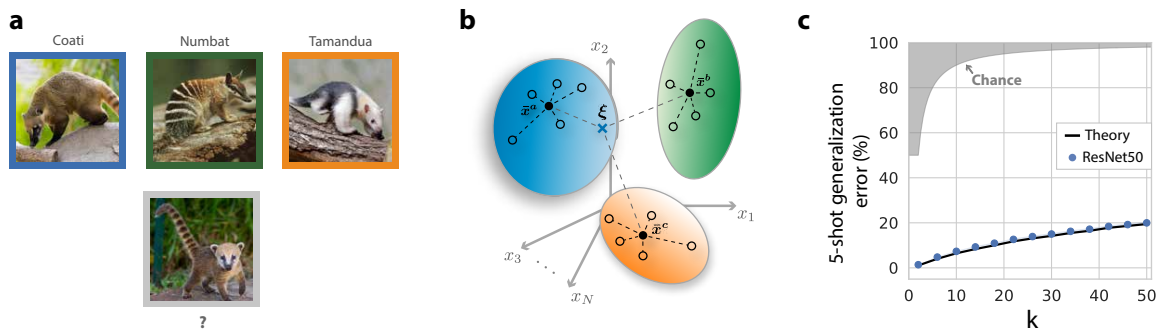 a
Coati
Numbat
Tamandua
?
b
x₂
x̄ᵃ
ξ
x̄ᵇ
x₁
x̄ᶜ
x₃
x_N
c
5-shot generalization
error (%)
100
80
60
40
20
0
Chance
Theory
ResNet50
0 10 20 30 40 50
k